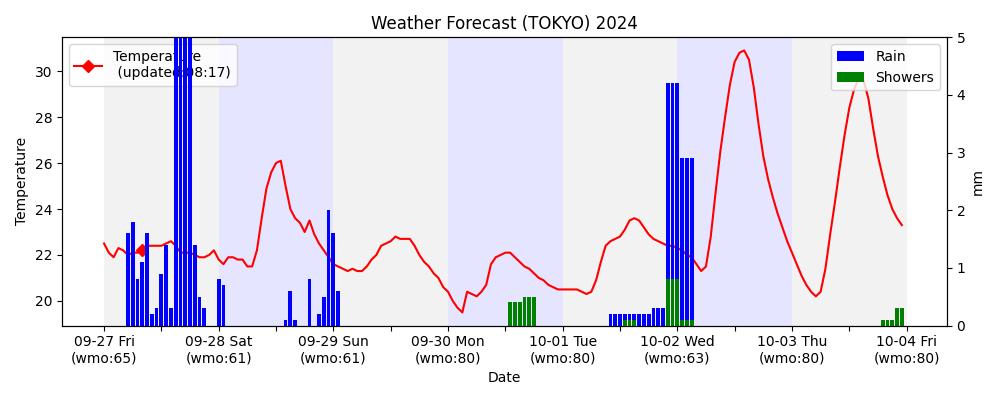 Weather Forecast (TOKYO) 2024
Temperature
(updated 08:17)
Rain
Showers
Temperature
30
28
26
24
22
20
5
4
3
2
1
0
mm
09-27 Fri
(wmo:65)
09-28 Sat
(wmo:61)
09-29 Sun
(wmo:61)
09-30 Mon
(wmo:80)
10-01 Tue
(wmo:80)
10-02 Wed
(wmo:63)
10-03 Thu
(wmo:80)
10-04 Fri
(wmo:80)
Date